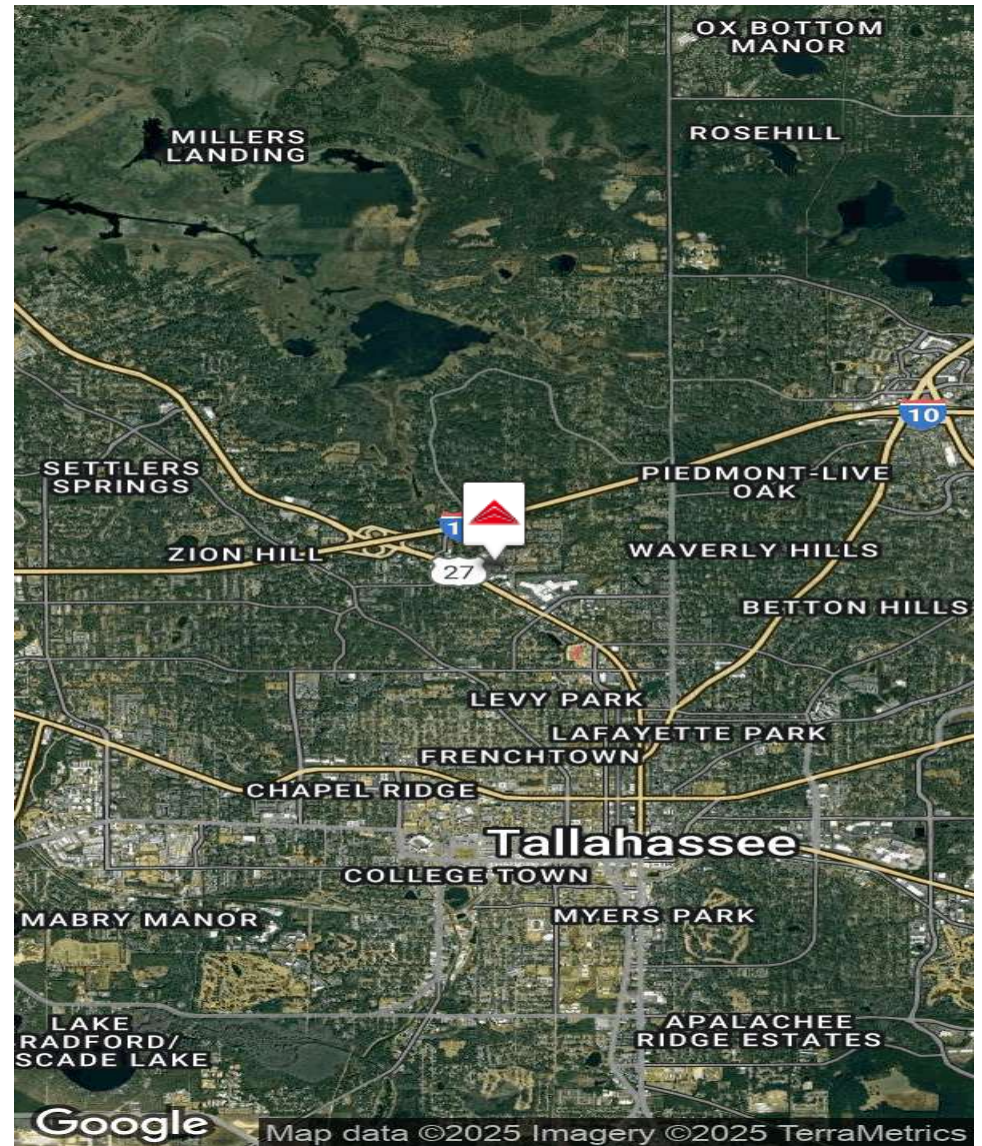 OX BOTTOM
MANOR
MILLERS
LANDING
ROSEHILL
10
SETTLERS
SPRINGS
PIEDMONT-LIVE
OAK
1
ZION HILL
27
WAVERLY HILLS
BETTON HILLS
LEVY PARK
LAFAYETTE PARK
FRENCHTOWN
CHAPEL RIDGE
Tallahassee
COLLEGE TOWN
MABRY MANOR
MYERS PARK
LAKE
RADFORD/
SCADE LAKE
APALACHEE
RIDGE ESTATES
Google
Map data ©2025 Imagery ©2025 TerraMetrics